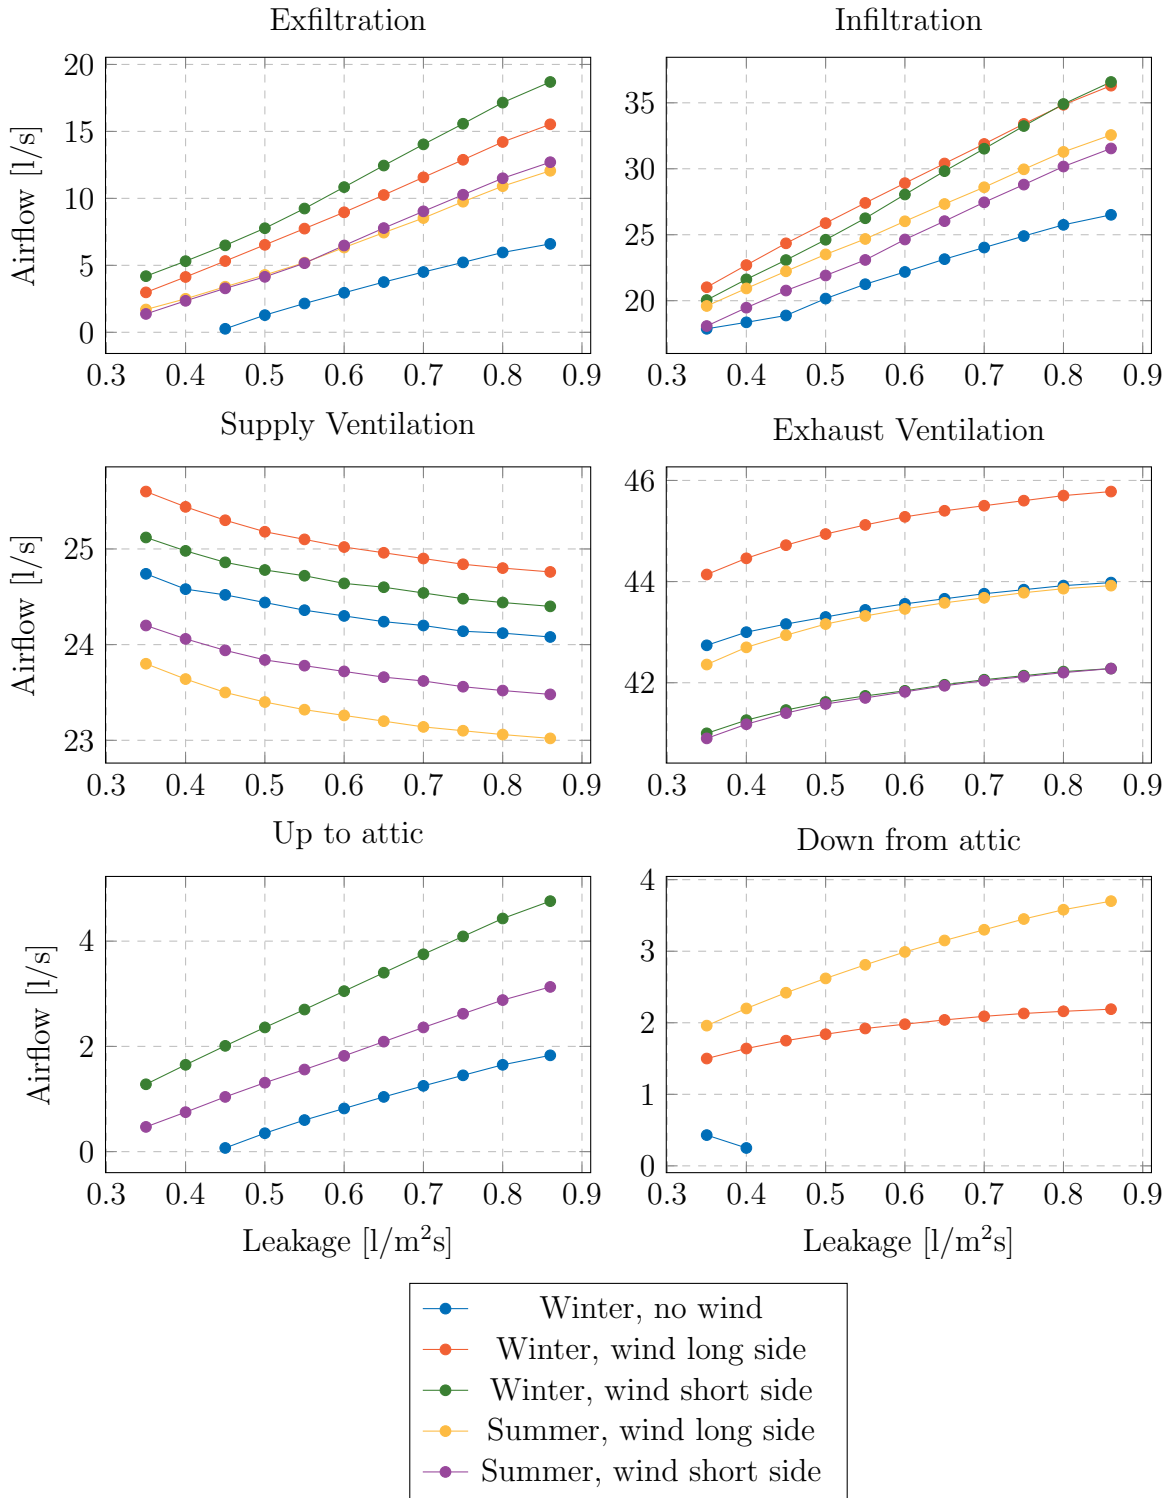 Exfiltration
Infiltration
Airflow [l/s]
20
15
10
5
0
0.3 0.4 0.5 0.6 0.7 0.8 0.9
35
30
25
20
0.3 0.4 0.5 0.6 0.7 0.8 0.9
Supply Ventilation
Exhaust Ventilation
Airflow [l/s]
25
24
23
0.3 0.4 0.5 0.6 0.7 0.8 0.9
46
44
42
0.3 0.4 0.5 0.6 0.7 0.8 0.9
Up to attic
Down from attic
Airflow [l/s]
4
2
0
0.3 0.4 0.5 0.6 0.7 0.8 0.9
Leakage [l/m²s]
4
3
2
1
0
0.3 0.4 0.5 0.6 0.7 0.8 0.9
Leakage [l/m²s]
Winter, no wind
Winter, wind long side
Winter, wind short side
Summer, wind long side
Summer, wind short side